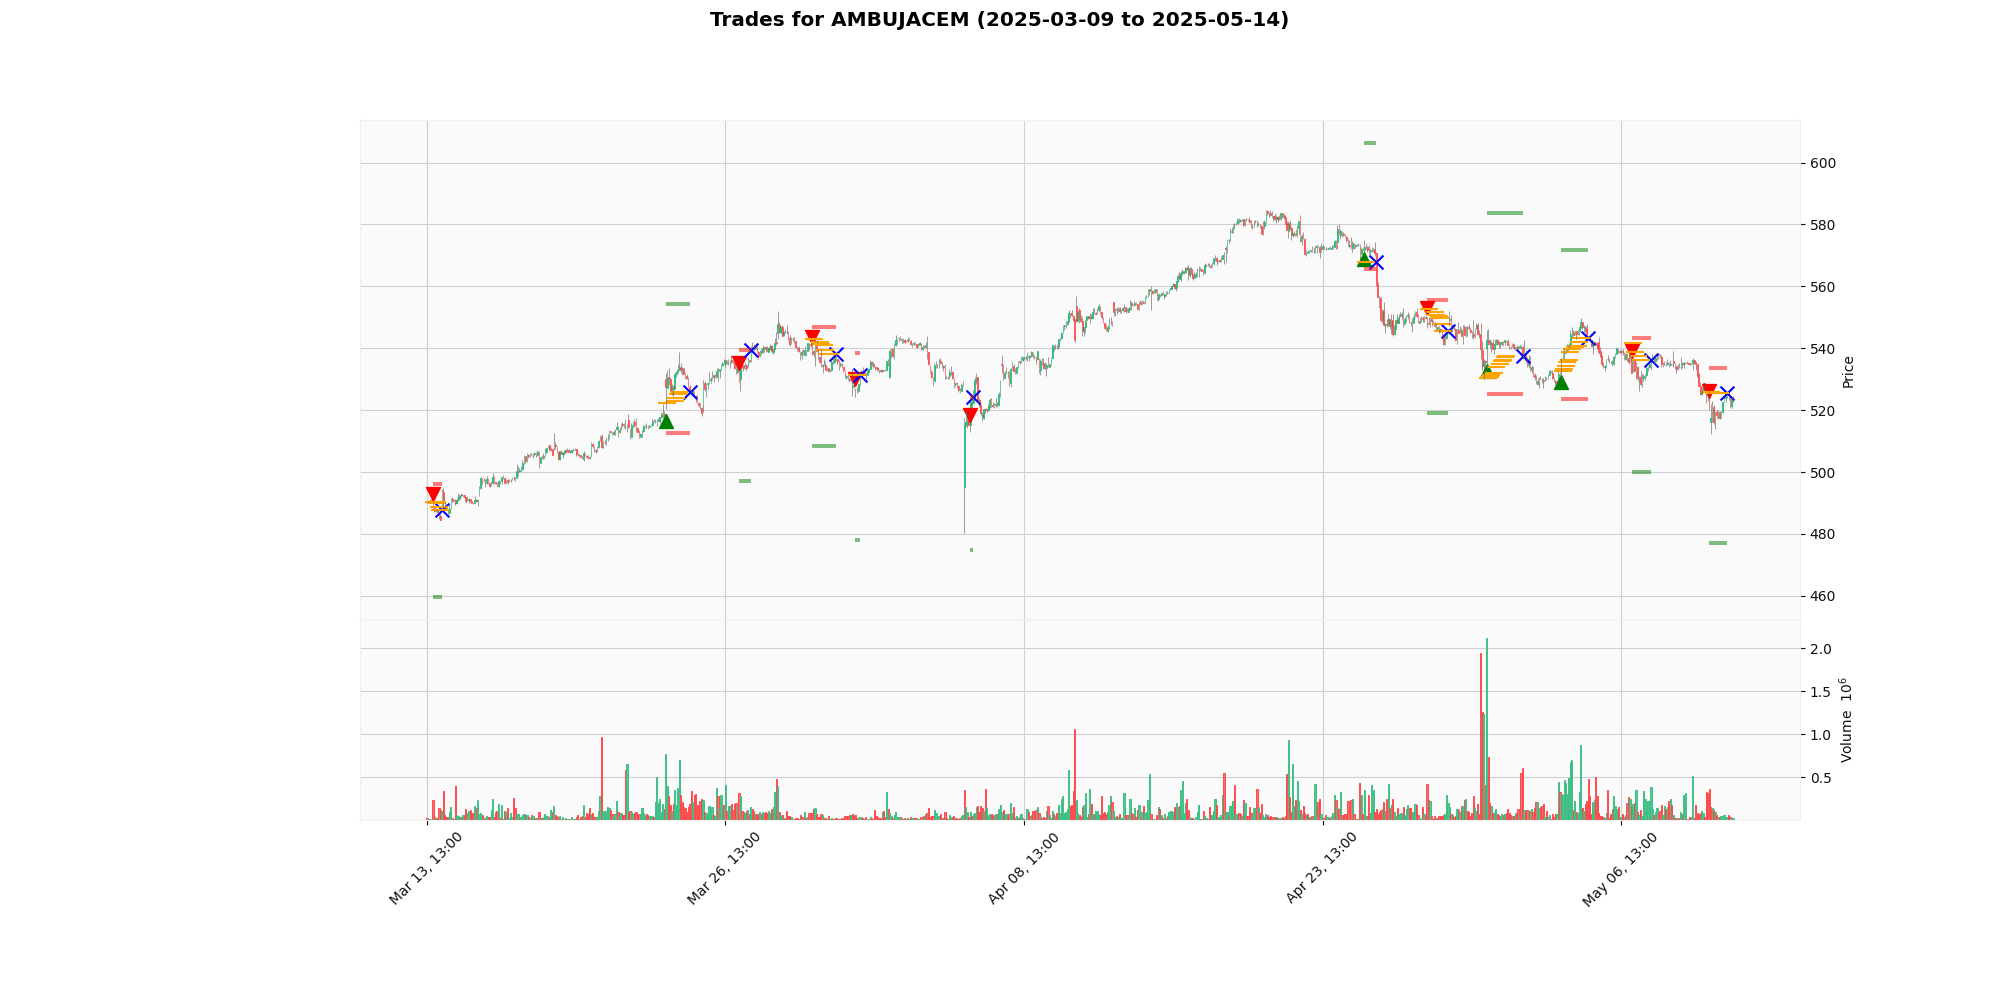 Trades for AMBUJACEM (2025-03-09 to 2025-05-14)
600
580
560
540
520
500
480
460
Price
2.0
1.5
1.0
0.5
Volume 10^6
Mar 13, 13:00
Mar 26, 13:00
Apr 08, 13:00
Apr 23, 13:00
May 06, 13:00